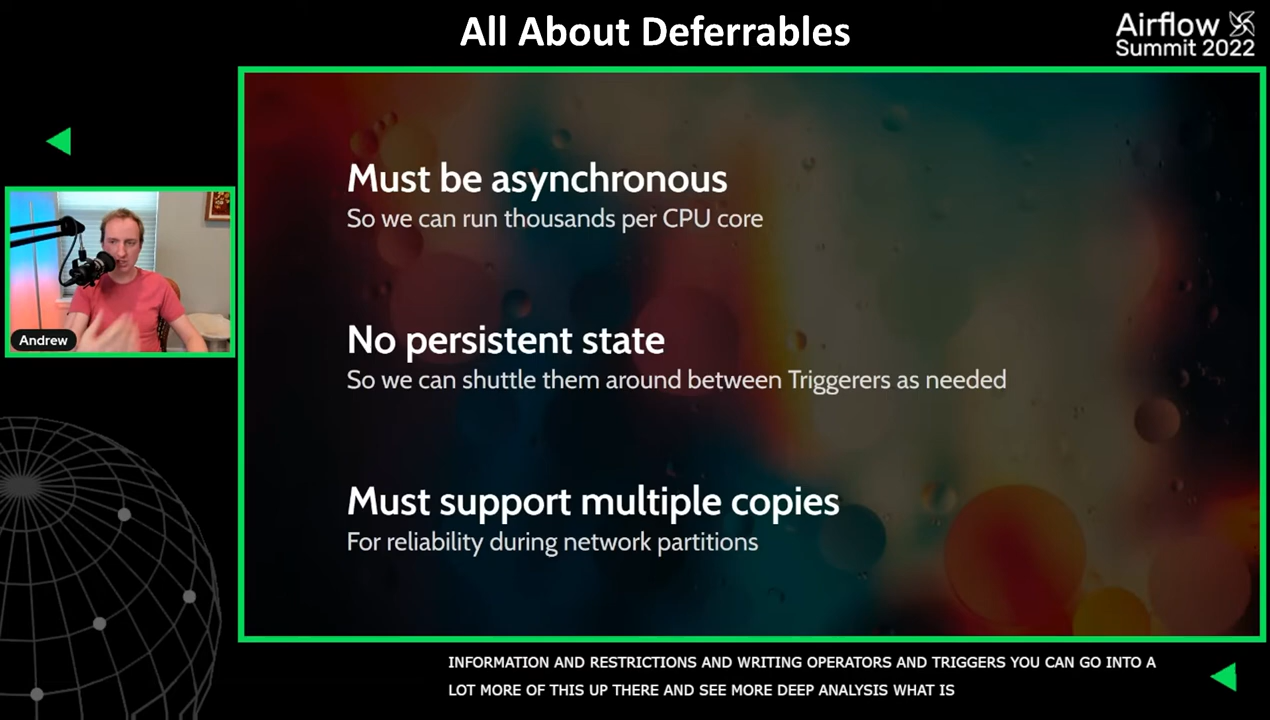 All About Deferrables
Airflow
Summit 2022
Must be asynchronous
So we can run thousands per CPU core
Andrew
No persistent state
So we can shuttle them around between Triggerers as needed
Must support multiple copies
For reliability during network partitions
INFORMATION AND RESTRICTIONS AND WRITING OPERATORS AND TRIGGERS YOU CAN GO INTO A
LOT MORE OF THIS UP THERE AND SEE MORE DEEP ANALYSIS WHAT IS